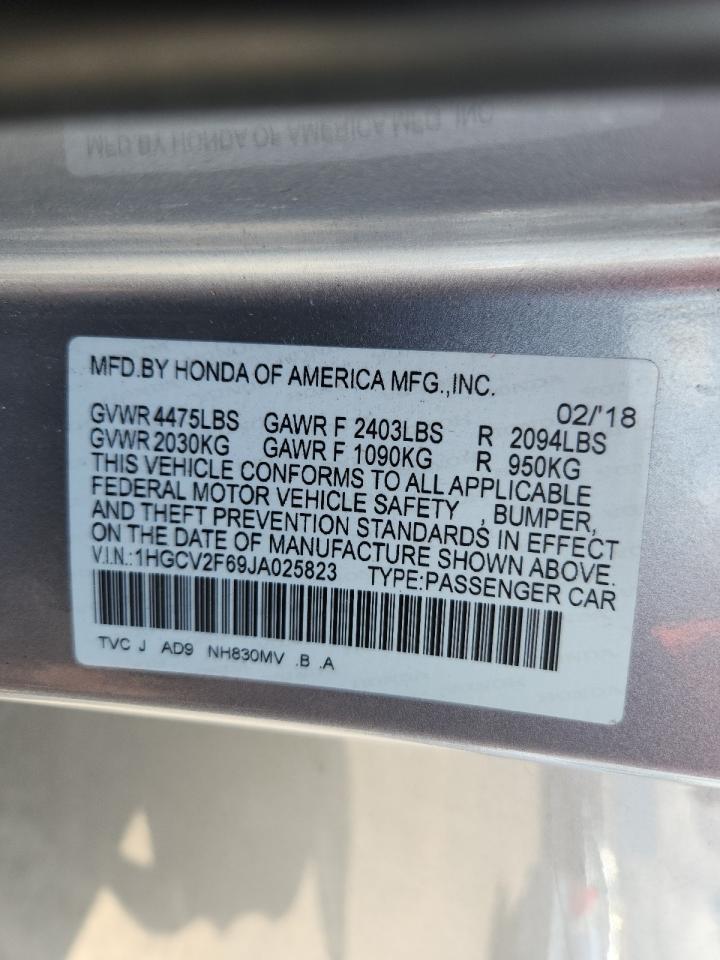 MFD.BY HONDA OF AMERICA MFG.,INC.
02/'18
GVWR 4475LBS GAWR F 2403LBS R 2094LBS
GVWR 2030KG GAWR F 1090KG R 950KG
THIS VEHICLE CONFORMS TO ALL APPLICABLE
FEDERAL MOTOR VEHICLE SAFETY , BUMPER,
AND THEFT PREVENTION STANDARDS IN EFFECT
ON THE DATE OF MANUFACTURE SHOWN ABOVE.
V.I.N.:1HGCV2F69JA025823 TYPE:PASSENGER CAR
TVC J AD9 NH830MV .B .A